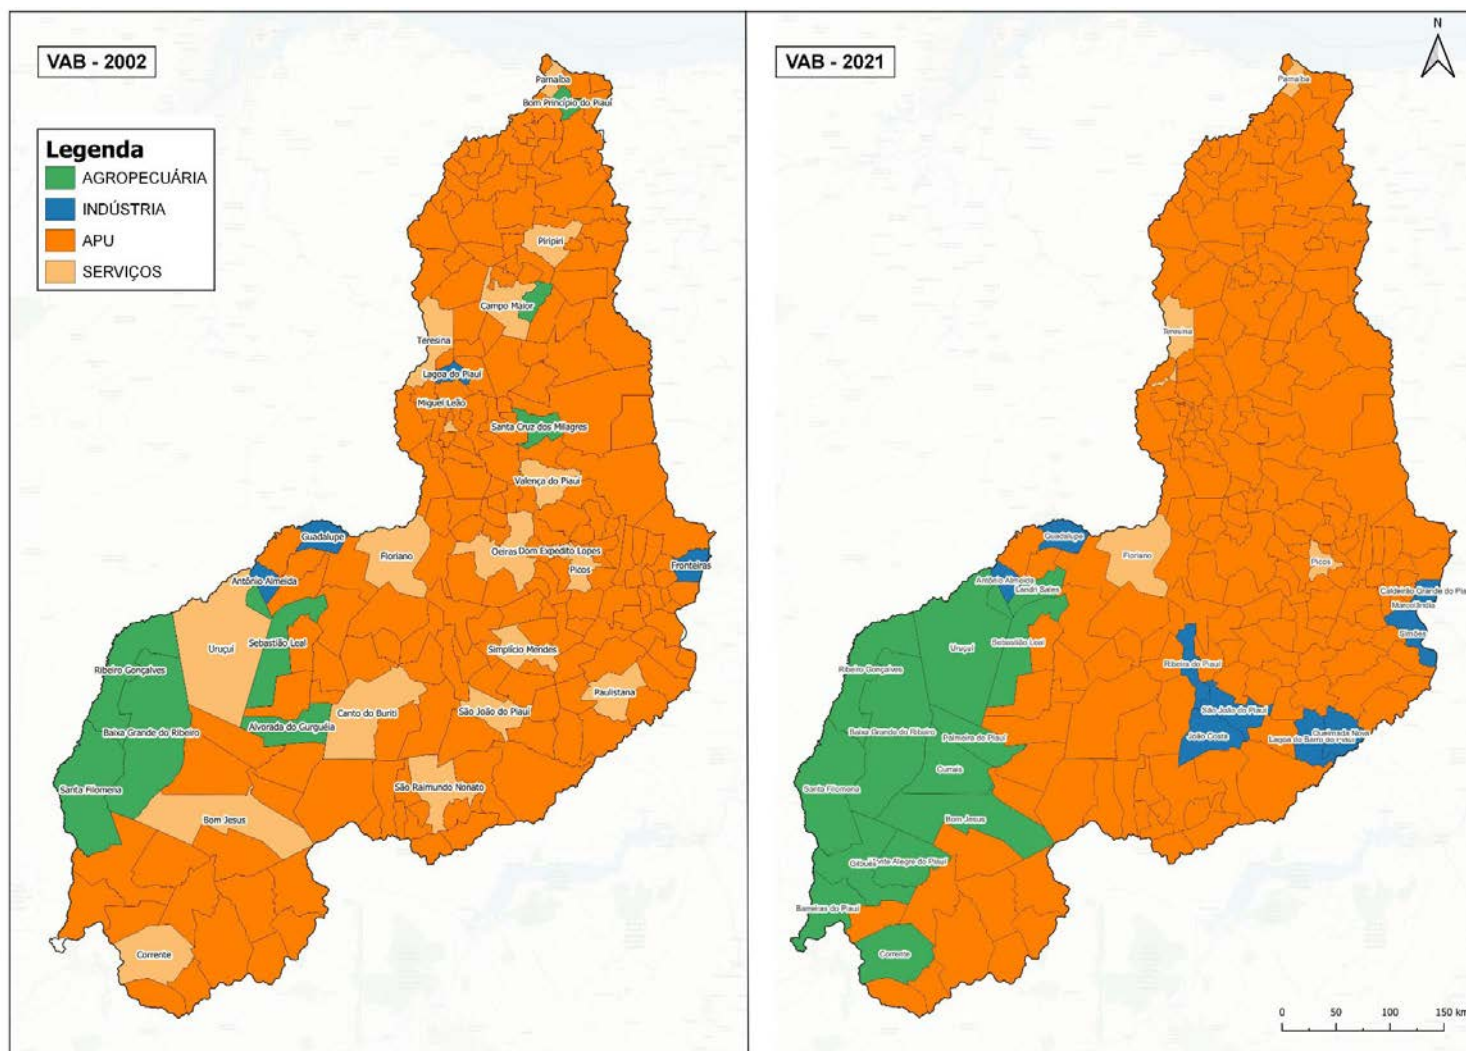 VAB - 2002
Legenda
AGROPECUÁRIA
INDÚSTRIA
APU
SERVIÇOS
Parnaíba
Bom Princípio do Piauí
Piripiri
Campo Maior
Teresina
Lagoa do Piauí
Miguel Leão
Santa Cruz dos Milagres
Valença do Piauí
Guadalupe
Floriano
Oeiras
Dom Expedito Lopes
Picos
Fronteiras
Antônio Almeida
Uruçuí
Sebastião Leal
Simplício Mendes
Ribeiro Gonçalves
Paulistana
Canto do Buriti
São João do Piauí
Baixa Grande do Ribeiro
Alvorada do Gurguéia
Santa Filomena
São Raimundo Nonato
Bom Jesus
Corrente
VAB - 2021
N
Parnaíba
Teresina
Guadalupe
Floriano
Picos
Antônio Almeida
Landri Sales
Caldeirão Grande do Pia
Marcolândia
Simões
Uruçuí
Sebastião Leal
Ribeiro Gonçalves
Ribeira do Piauí
São João do Piauí
Baixa Grande do Ribeiro
Palmeira do Piauí
João Costa
Queimada Nova
Lagoa do Barro do Piauí
Currais
Santa Filomena
Bom Jesus
Gilbués
Monte Alegre do Piauí
Barreiras do Piauí
Corrente
0 50 100 150 km